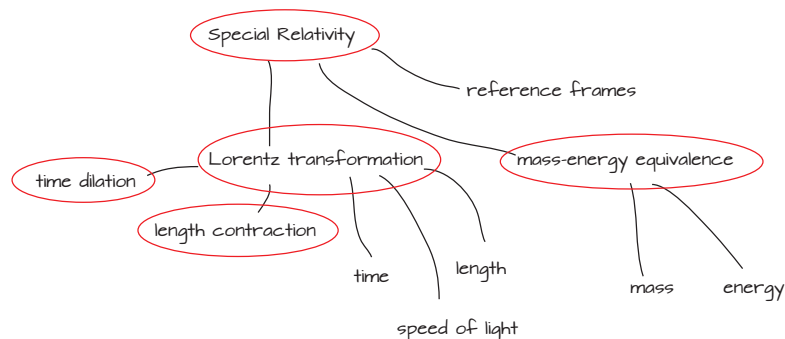 Special Relativity
reference frames
Lorentz transformation
mass-energy equivalence
time dilation
length contraction
time
length
mass
energy
speed of light